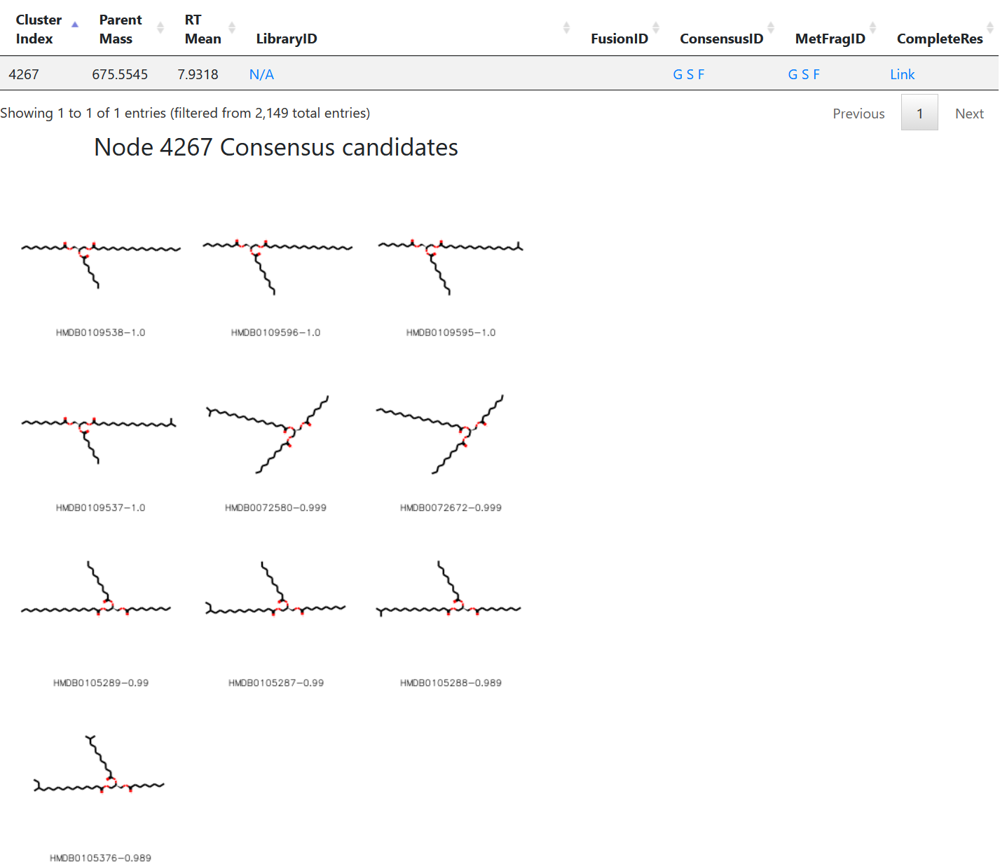 Cluster Index Parent Mass RT Mean LibraryID FusionID ConsensusID MetFragID CompleteRes
4267 675.5545 7.9318 N/A G S F G S F Link
Showing 1 to 1 of 1 entries (filtered from 2,149 total entries) Previous 1 Next
Node 4267 Consensus candidates
HMDB0109538-1.0 HMDB0109596-1.0 HMDB0109595-1.0
HMDB0109537-1.0 HMDB0072580-0.999 HMDB0072672-0.999
HMDB0105289-0.99 HMDB0105287-0.99 HMDB0105288-0.989
HMDB0105376-0.989